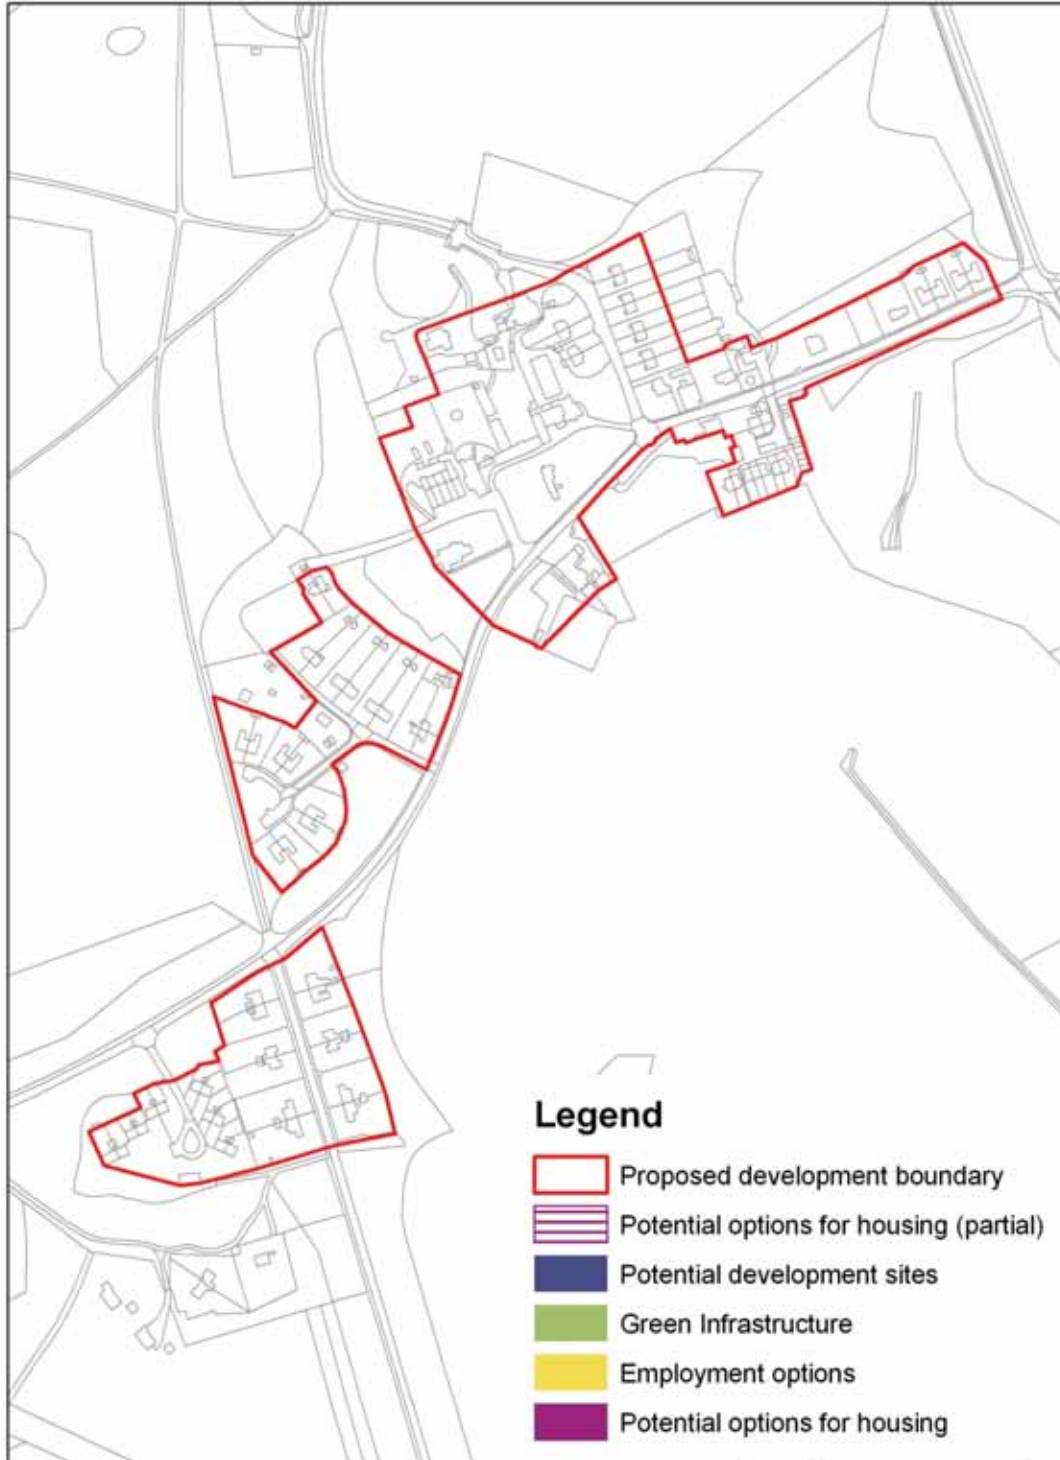 Legend
Proposed development boundary
Potential options for housing (partial)
Potential development sites
Green Infrastructure
Employment options
Potential options for housing